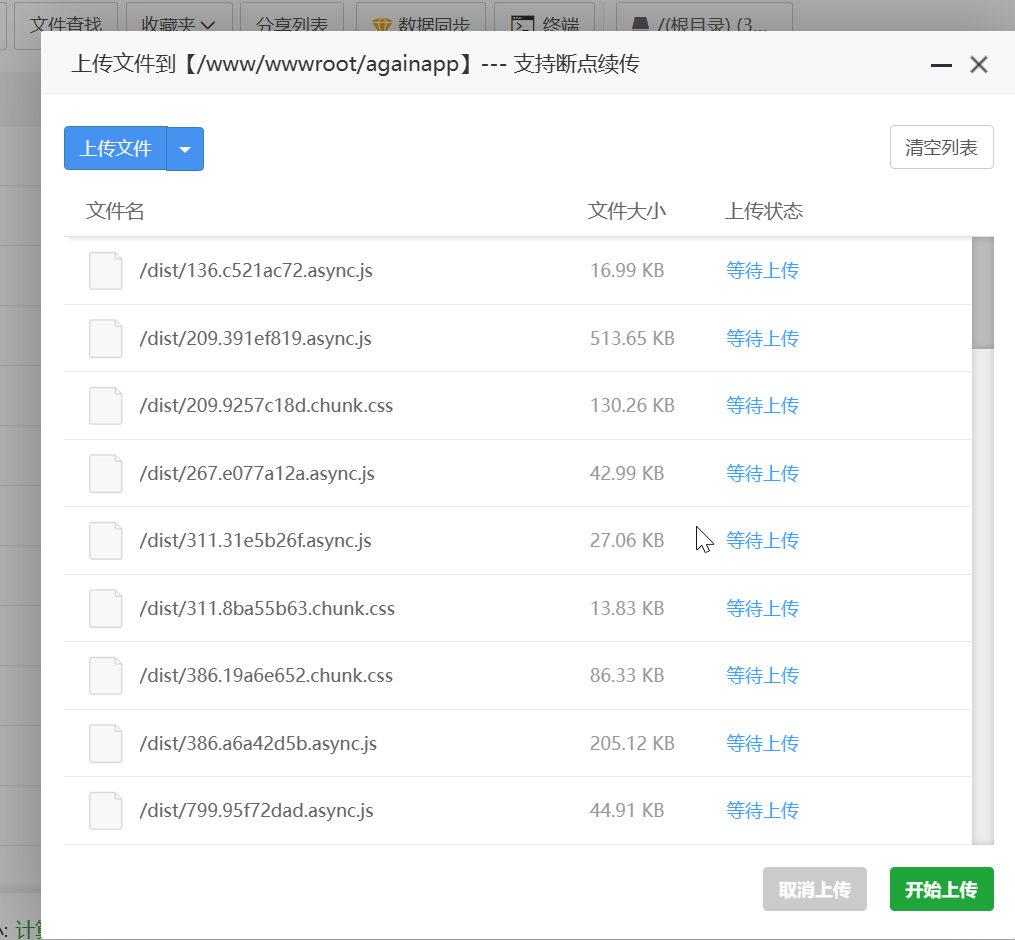 文件查找 收藏夹 分享列表 数据同步 终端 /(根目录) (3...
上传文件到【/www/wwwroot/againapp】--- 支持断点续传
上传文件 清空列表
文件名 文件大小 上传状态
/dist/136.c521ac72.async.js 16.99 KB 等待上传
/dist/209.391ef819.async.js 513.65 KB 等待上传
/dist/209.9257c18d.chunk.css 130.26 KB 等待上传
/dist/267.e077a12a.async.js 42.99 KB 等待上传
/dist/311.31e5b26f.async.js 27.06 KB 等待上传
/dist/311.8ba55b63.chunk.css 13.83 KB 等待上传
/dist/386.19a6e652.chunk.css 86.33 KB 等待上传
/dist/386.a6a42d5b.async.js 205.12 KB 等待上传
/dist/799.95f72dad.async.js 44.91 KB 等待上传
取消上传 开始上传